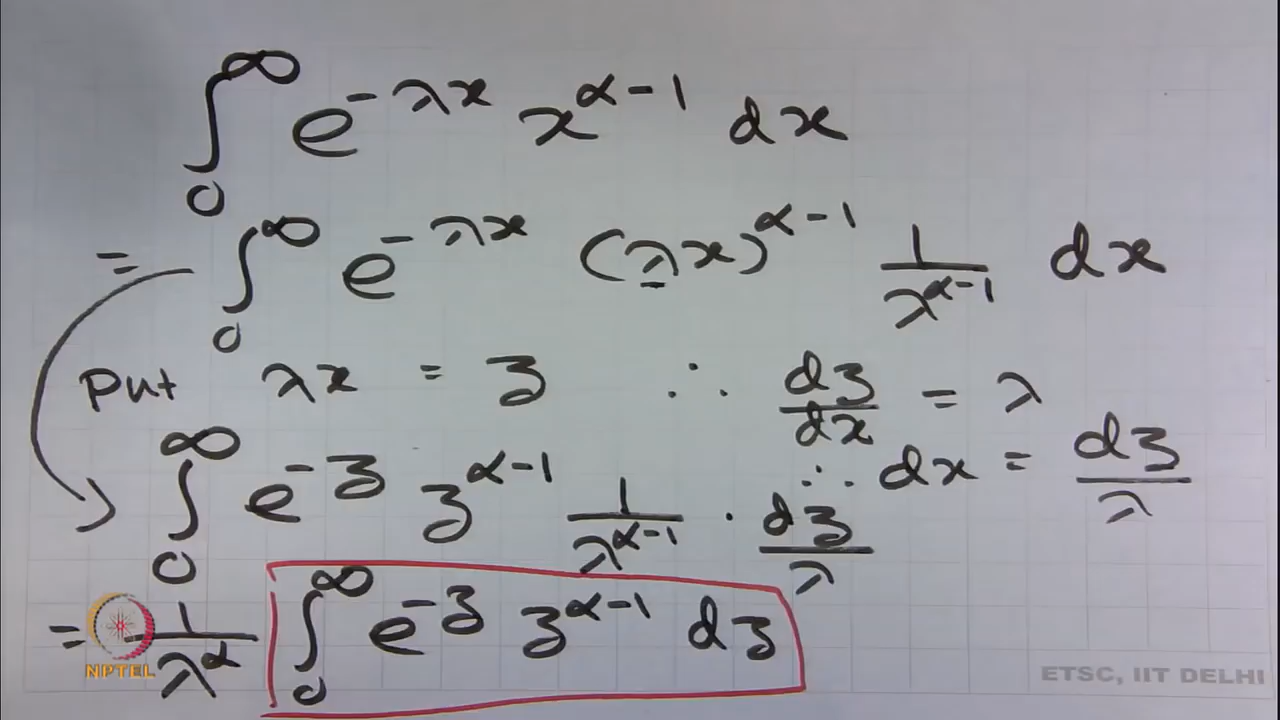 ∫₀^∞ e^{-λx} x^{α-1} dx
= ∫₀^∞ e^{-λx} (λx)^{α-1} 1/λ^{α-1} dx
Put λx = z ∴ dz/dx = λ
∴ dx = dz/λ
∫₀^∞ e^{-z} z^{α-1} 1/λ^{α-1} · dz/λ
= 1/λ^α ∫₀^∞ e^{-z} z^{α-1} dz
NPTEL
ETSC, IIT DELHI